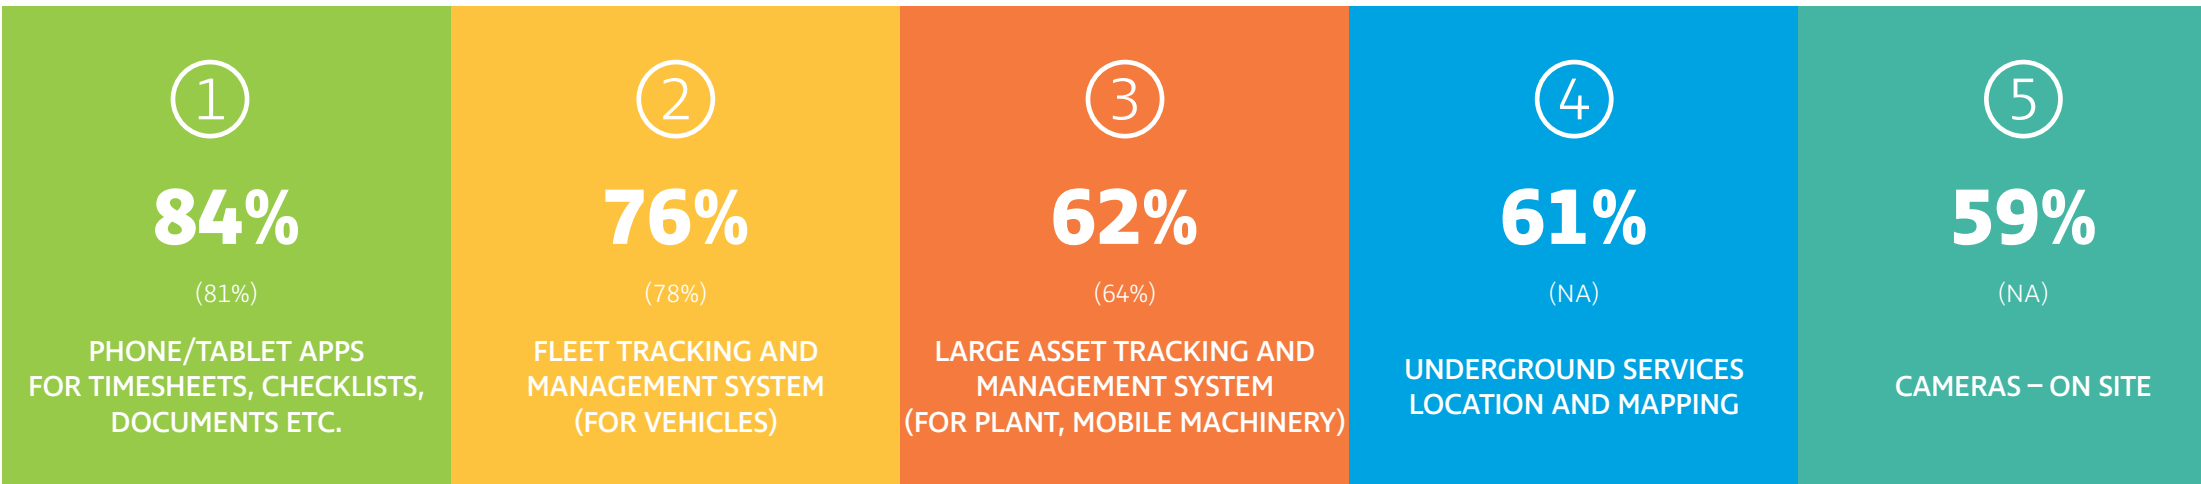 1
84%
(81%)
PHONE/TABLET APPS
FOR TIMESHEETS, CHECKLISTS,
DOCUMENTS ETC.
2
76%
(78%)
FLEET TRACKING AND
MANAGEMENT SYSTEM
(FOR VEHICLES)
3
62%
(64%)
LARGE ASSET TRACKING AND
MANAGEMENT SYSTEM
(FOR PLANT, MOBILE MACHINERY)
4
61%
(NA)
UNDERGROUND SERVICES
LOCATION AND MAPPING
5
59%
(NA)
CAMERAS – ON SITE